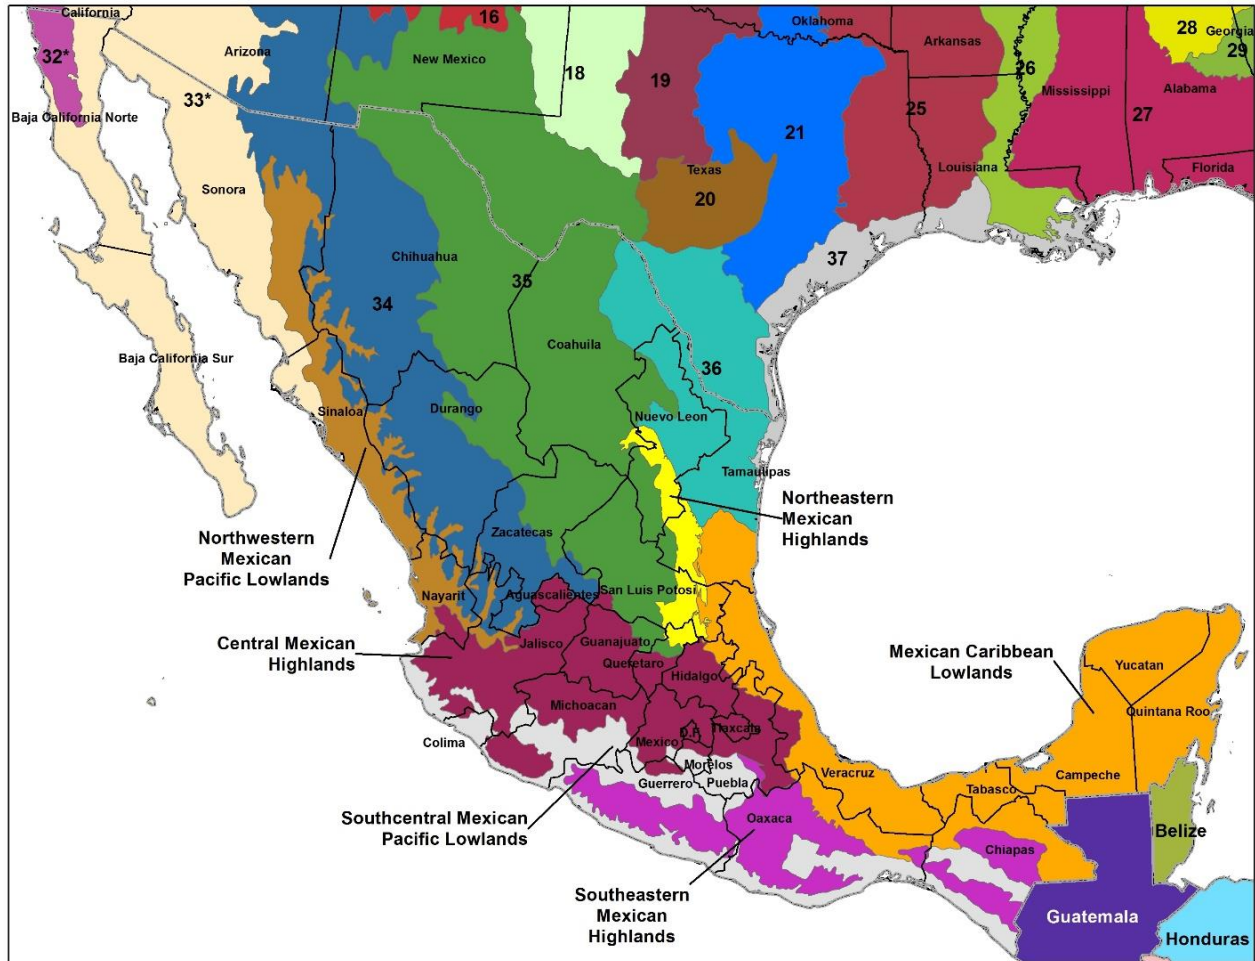 California
Oklahoma
16
28
Georgia
32*
Arizona
New Mexico
Arkansas
29
18
19
26
33*
Mississippi
Alabama
Baja California Norte
25
27
21
Sonora
Texas
Louisiana
Florida
20
Chihuahua
37
35
34
Coahuila
Baja California Sur
36
Sinaloa
Durango
Nuevo Leon
Tamaulipas
Northeastern
Mexican
Highlands
Northwestern
Mexican
Pacific Lowlands
Zacatecas
Nayarit
Aguascalientes
San Luis Potosi
Central Mexican
Highlands
Jalisco
Guanajuato
Queretaro
Hidalgo
Mexican Caribbean
Lowlands
Yucatan
Quintana Roo
Michoacan
Colima
Mexico
D.F.
Tlaxcala
Morelos
Puebla
Guerrero
Veracruz
Campeche
Tabasco
Southcentral Mexican
Pacific Lowlands
Oaxaca
Belize
Chiapas
Southeastern
Mexican
Highlands
Guatemala
Honduras